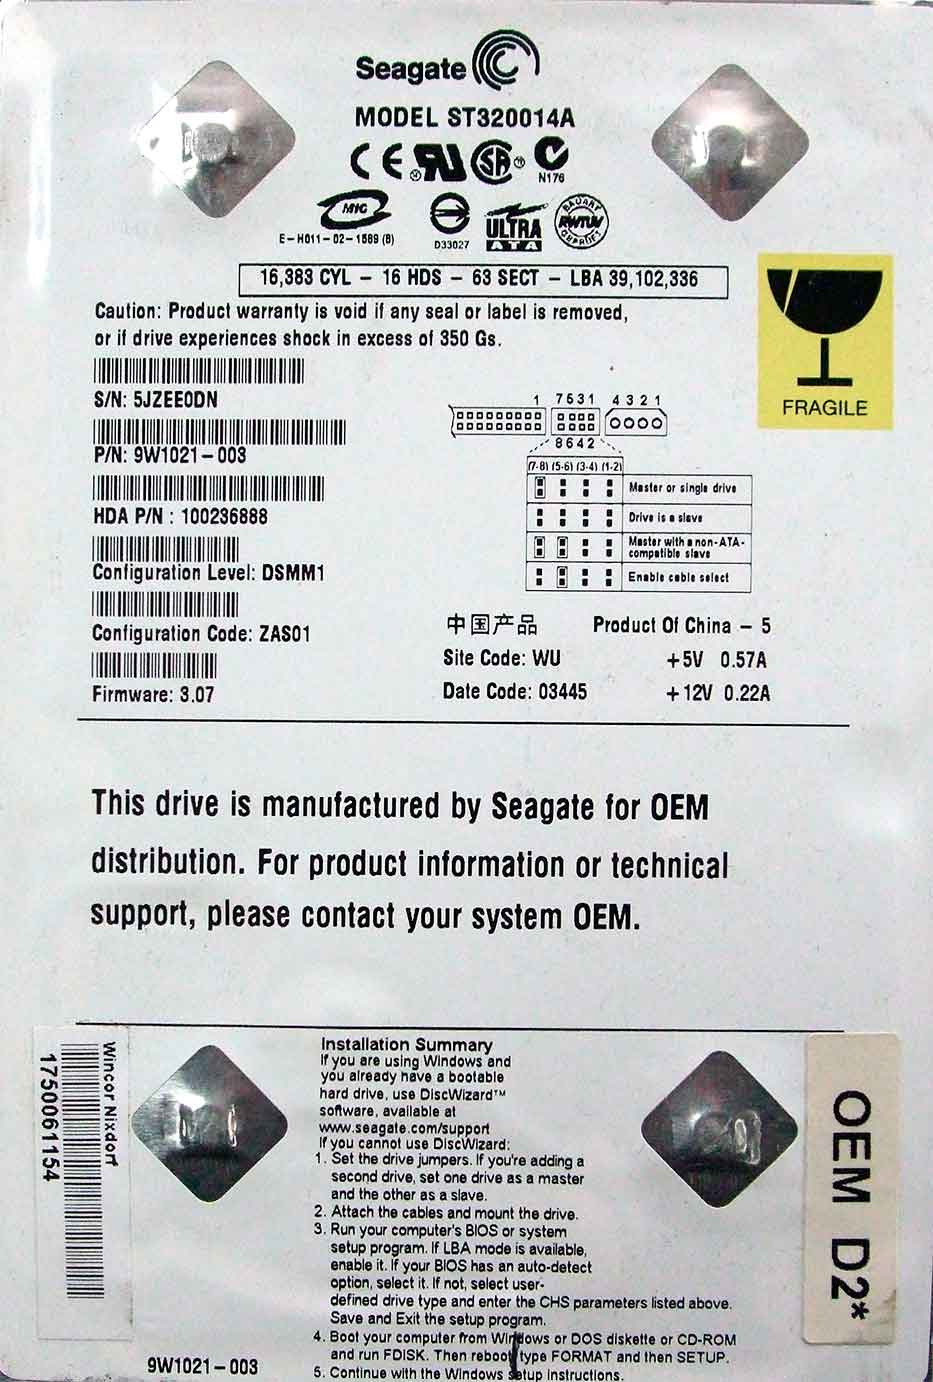 Seagate
MODEL ST320014A
N176
MIC
E-H011-02-1589 (B)
D33027
ULTRA
ATA
BAUART
RWTUV
GEPRÜFT
16,383 CYL - 16 HDS - 63 SECT - LBA 39,102,336
Caution: Product warranty is void if any seal or label is removed,
or if drive experiences shock in excess of 350 Gs.
FRAGILE
S/N: 5JZEE0DN
P/N: 9W1021-003
HDA P/N : 100236888
Configuration Level: DSMM1
Configuration Code: ZAS01
Firmware: 3.07
1 7531 4321
8642
(7-8) (5-6) (3-4) (1-2)
Master or single drive
Drive is a slave
Master with a non-ATA-
compatible slave
Enable cable select
中国产品 Product Of China - 5
Site Code: WU +5V 0.57A
Date Code: 03445 +12V 0.22A
This drive is manufactured by Seagate for OEM
distribution. For product information or technical
support, please contact your system OEM.
Wincor Nixdorf
1750061154
Installation Summary
If you are using Windows and
you already have a bootable
hard drive, use DiscWizard™
software, available at
www.seagate.com/support
If you cannot use DiscWizard:
1. Set the drive jumpers. If you're adding a
second drive, set one drive as a master
and the other as a slave.
2. Attach the cables and mount the drive.
3. Run your computer's BIOS or system
setup program. If LBA mode is available,
enable it. If your BIOS has an auto-detect
option, select it. If not, select user-
defined drive type and enter the CHS parameters listed above.
Save and Exit the setup program.
4. Boot your computer from Windows or DOS diskette or CD-ROM
and run FDISK. Then reboot, type FORMAT and then SETUP.
5. Continue with the Windows setup instructions.
9W1021-003
OEM D2*